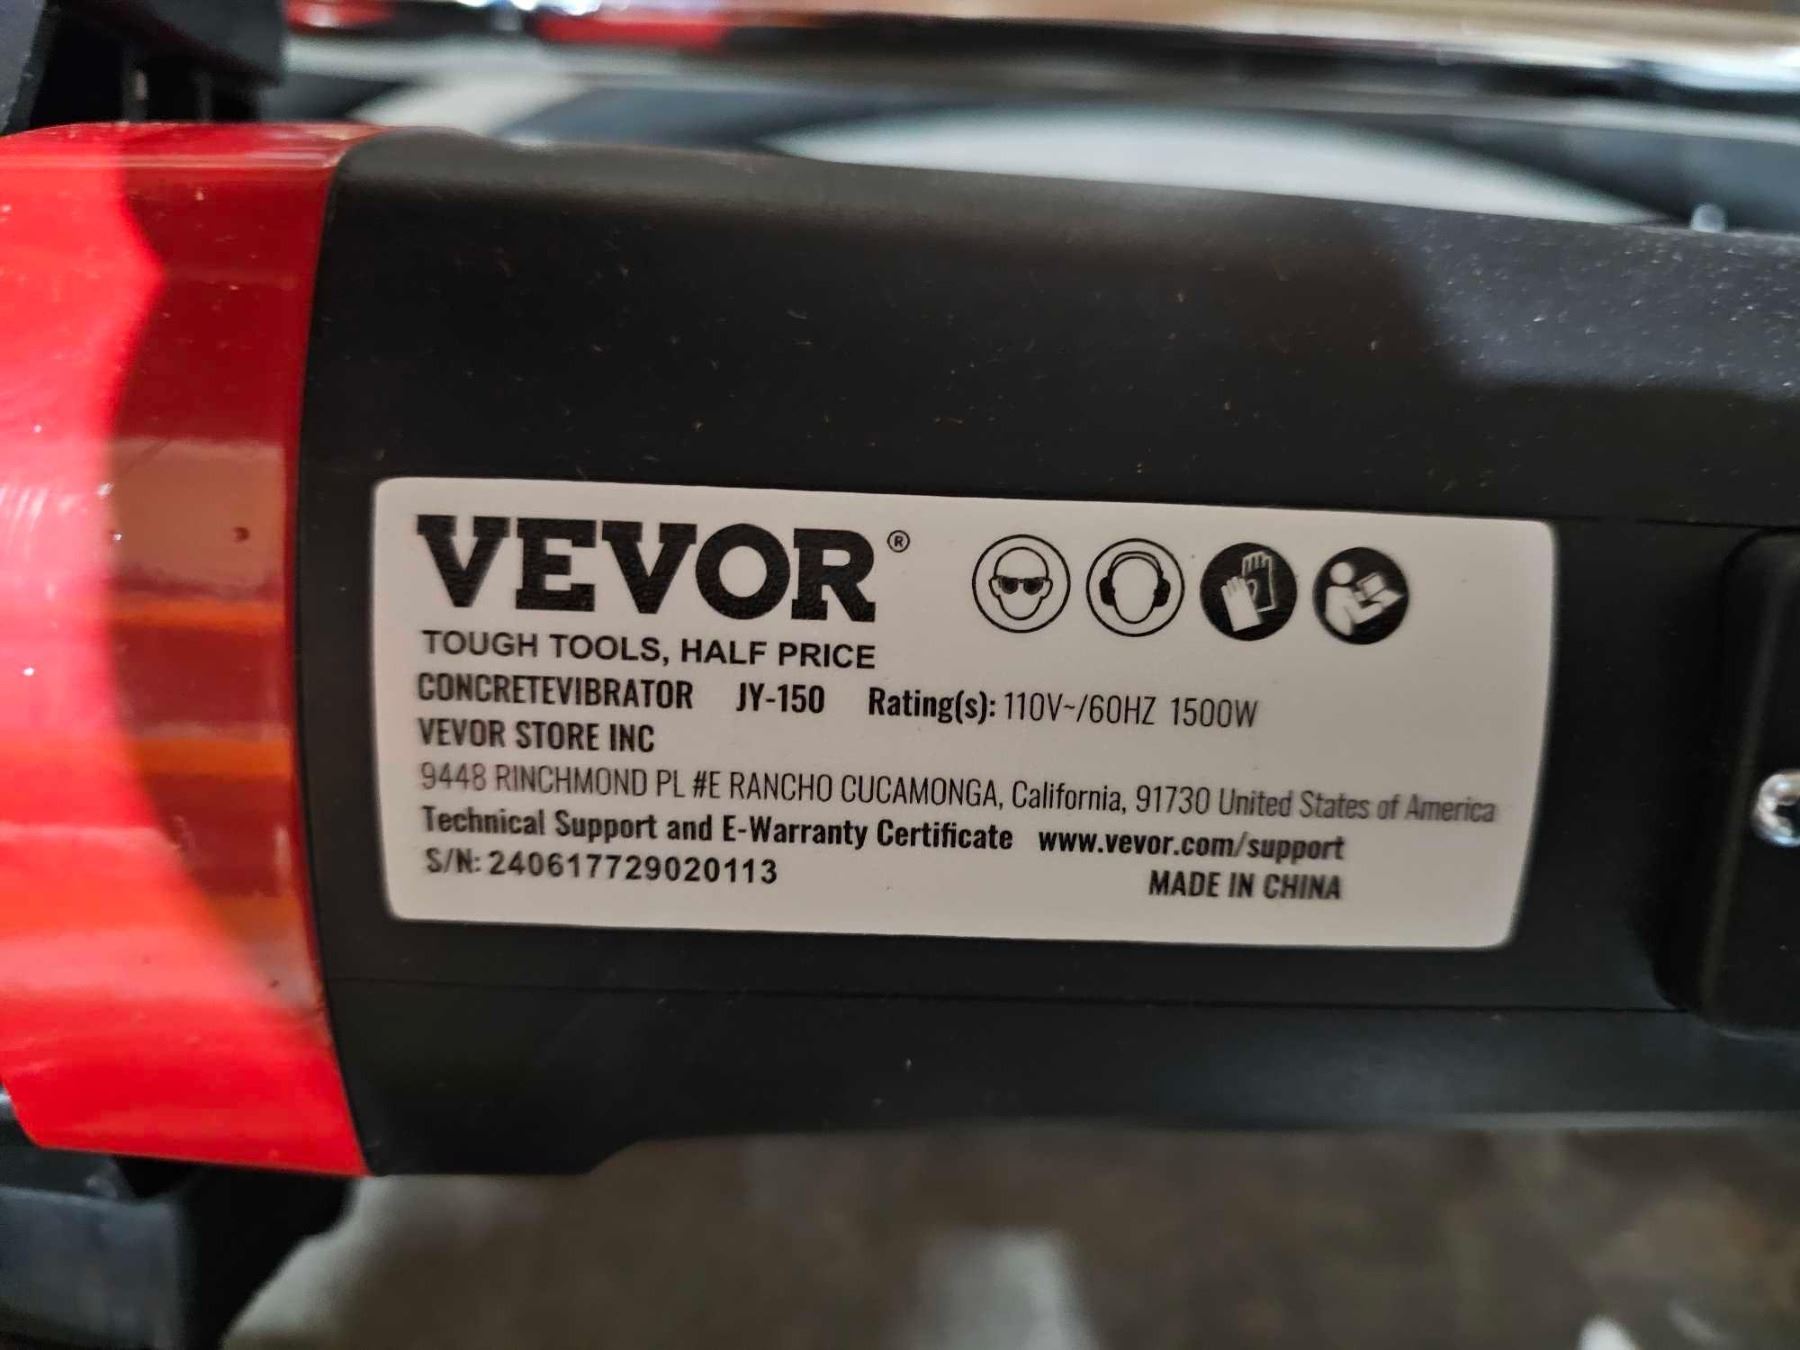 VEVOR®
TOUGH TOOLS, HALF PRICE
CONCRETEVIBRATOR JY-150 Rating(s): 110V~/60HZ 1500W
VEVOR STORE INC
9448 RINCHMOND PL #E RANCHO CUCAMONGA, California, 91730 United States of America
Technical Support and E-Warranty Certificate www.vevor.com/support
S/N: 240617729020113
MADE IN CHINA